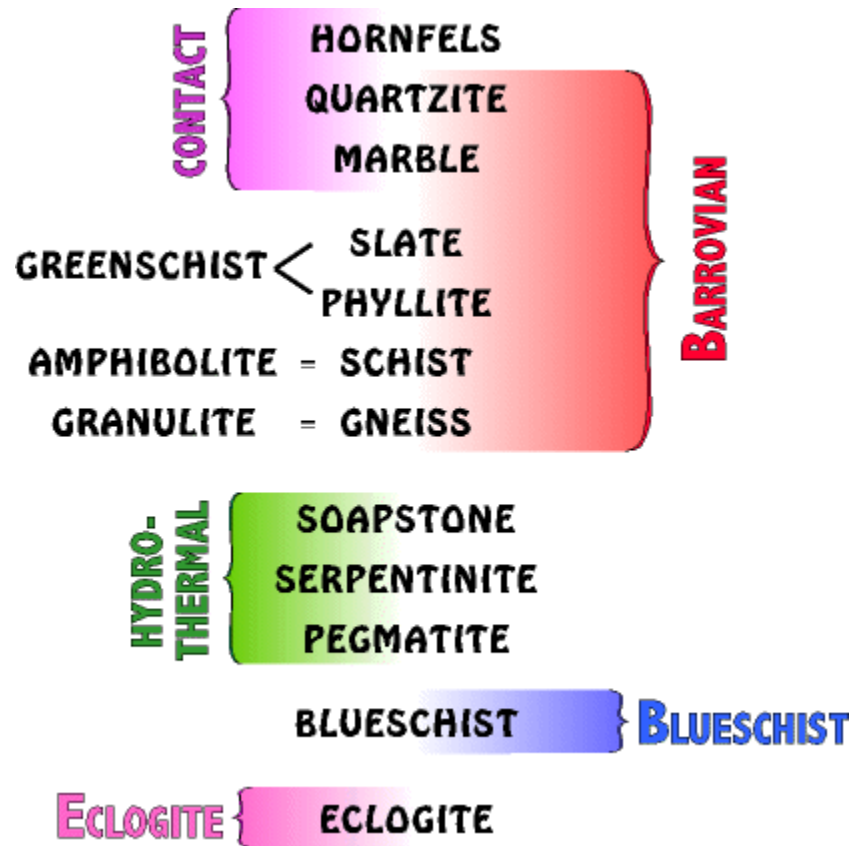 CONTACT
HORNFELS
QUARTZITE
MARBLE
BARROVIAN
GREENSCHIST < SLATE
PHYLLITE
AMPHIBOLITE = SCHIST
GRANULITE = GNEISS
HYDRO-
THERMAL
SOAPSTONE
SERPENTINITE
PEGMATITE
BLUESCHIST BLUESCHIST
ECLOGITE ECLOGITE